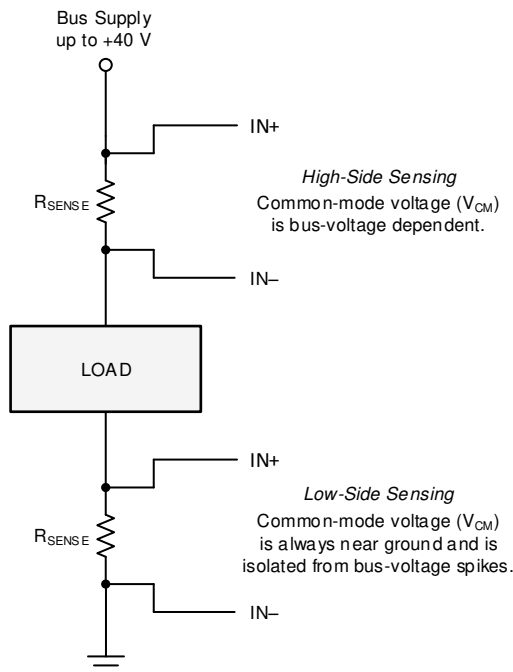 Bus Supply
up to +40 V
IN+
High-Side Sensing
RSENSE
Common-mode voltage (VCM)
is bus-voltage dependent.
IN–
LOAD
IN+
Low-Side Sensing
RSENSE
Common-mode voltage (VCM)
is always near ground and is
isolated from bus-voltage spikes.
IN–